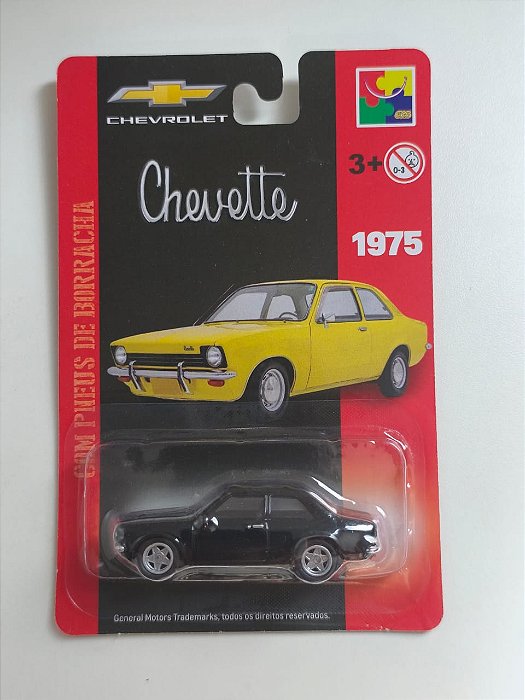 CHEVROLET
Chevette
3+
0-3
1975
COM PNEUS DE BORRACHA
General Motors Trademarks, todos os direitos reservados.